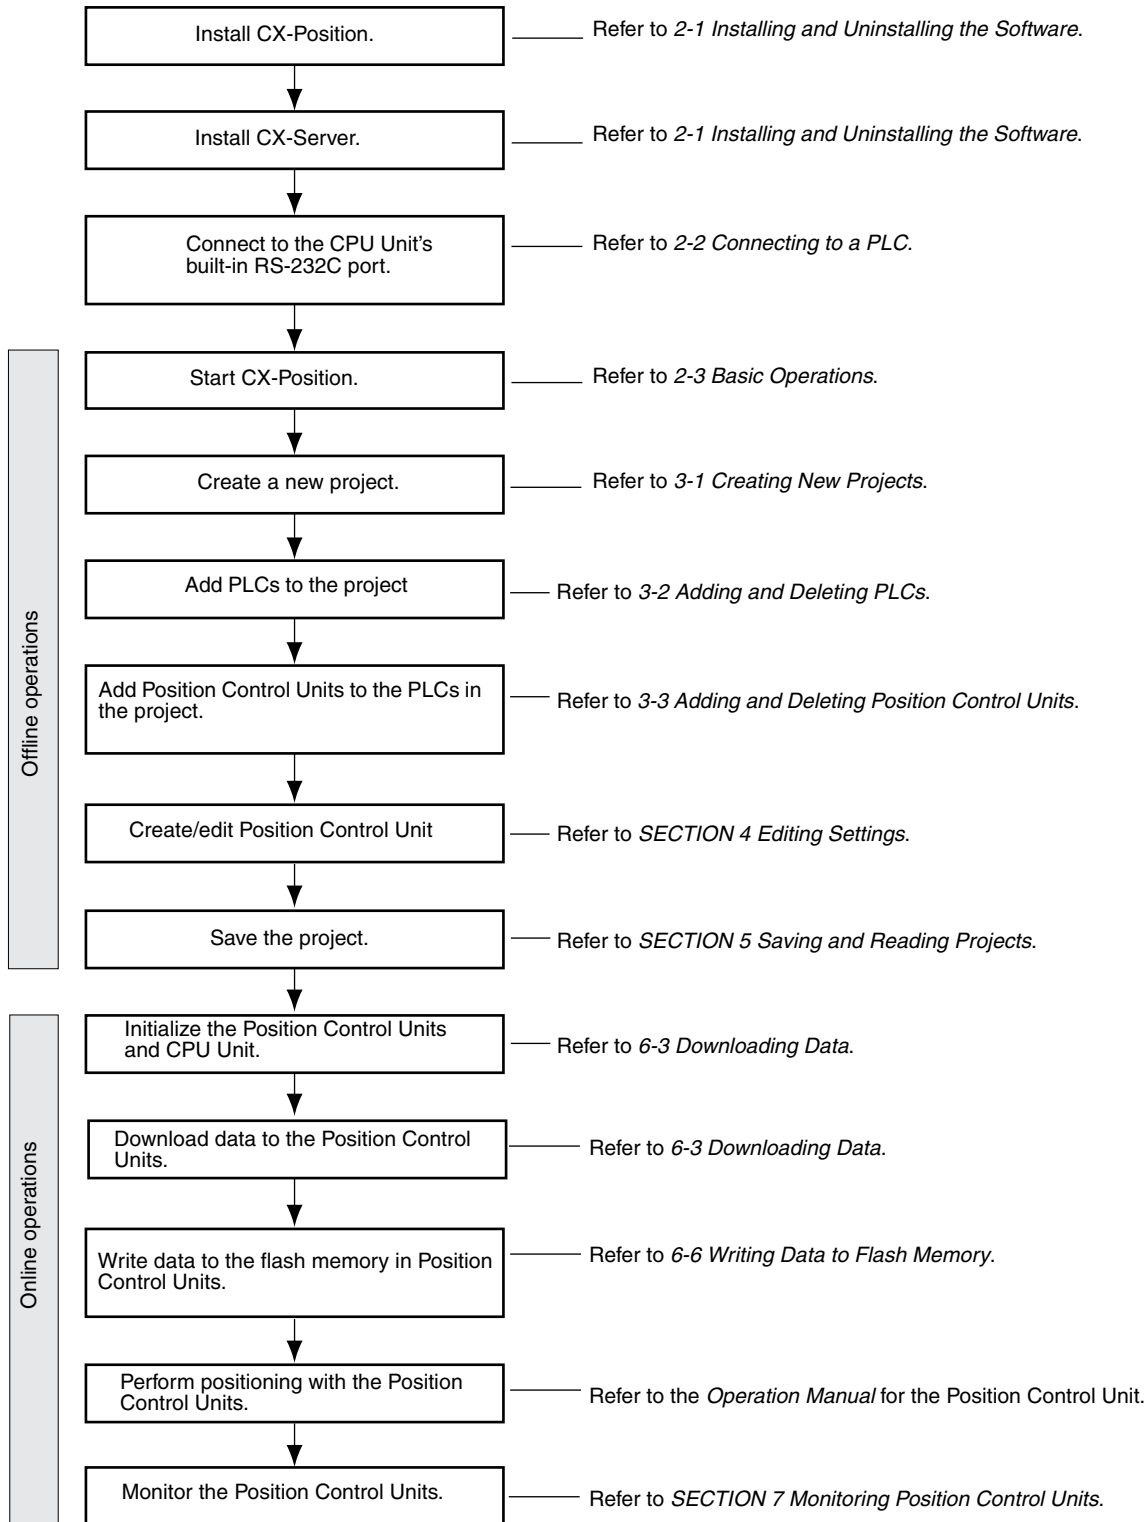 Install CX-Position.
Refer to 2-1 Installing and Uninstalling the Software.
Install CX-Server.
Refer to 2-1 Installing and Uninstalling the Software.
Connect to the CPU Unit's
built-in RS-232C port.
Refer to 2-2 Connecting to a PLC.
Offline operations
Start CX-Position.
Refer to 2-3 Basic Operations.
Create a new project.
Refer to 3-1 Creating New Projects.
Add PLCs to the project
Refer to 3-2 Adding and Deleting PLCs.
Add Position Control Units to the PLCs in
the project.
Refer to 3-3 Adding and Deleting Position Control Units.
Create/edit Position Control Unit
Refer to SECTION 4 Editing Settings.
Save the project.
Refer to SECTION 5 Saving and Reading Projects.
Online operations
Initialize the Position Control Units
and CPU Unit.
Refer to 6-3 Downloading Data.
Download data to the Position Control
Units.
Refer to 6-3 Downloading Data.
Write data to the flash memory in Position
Control Units.
Refer to 6-6 Writing Data to Flash Memory.
Perform positioning with the Position
Control Units.
Refer to the Operation Manual for the Position Control Unit.
Monitor the Position Control Units.
Refer to SECTION 7 Monitoring Position Control Units.